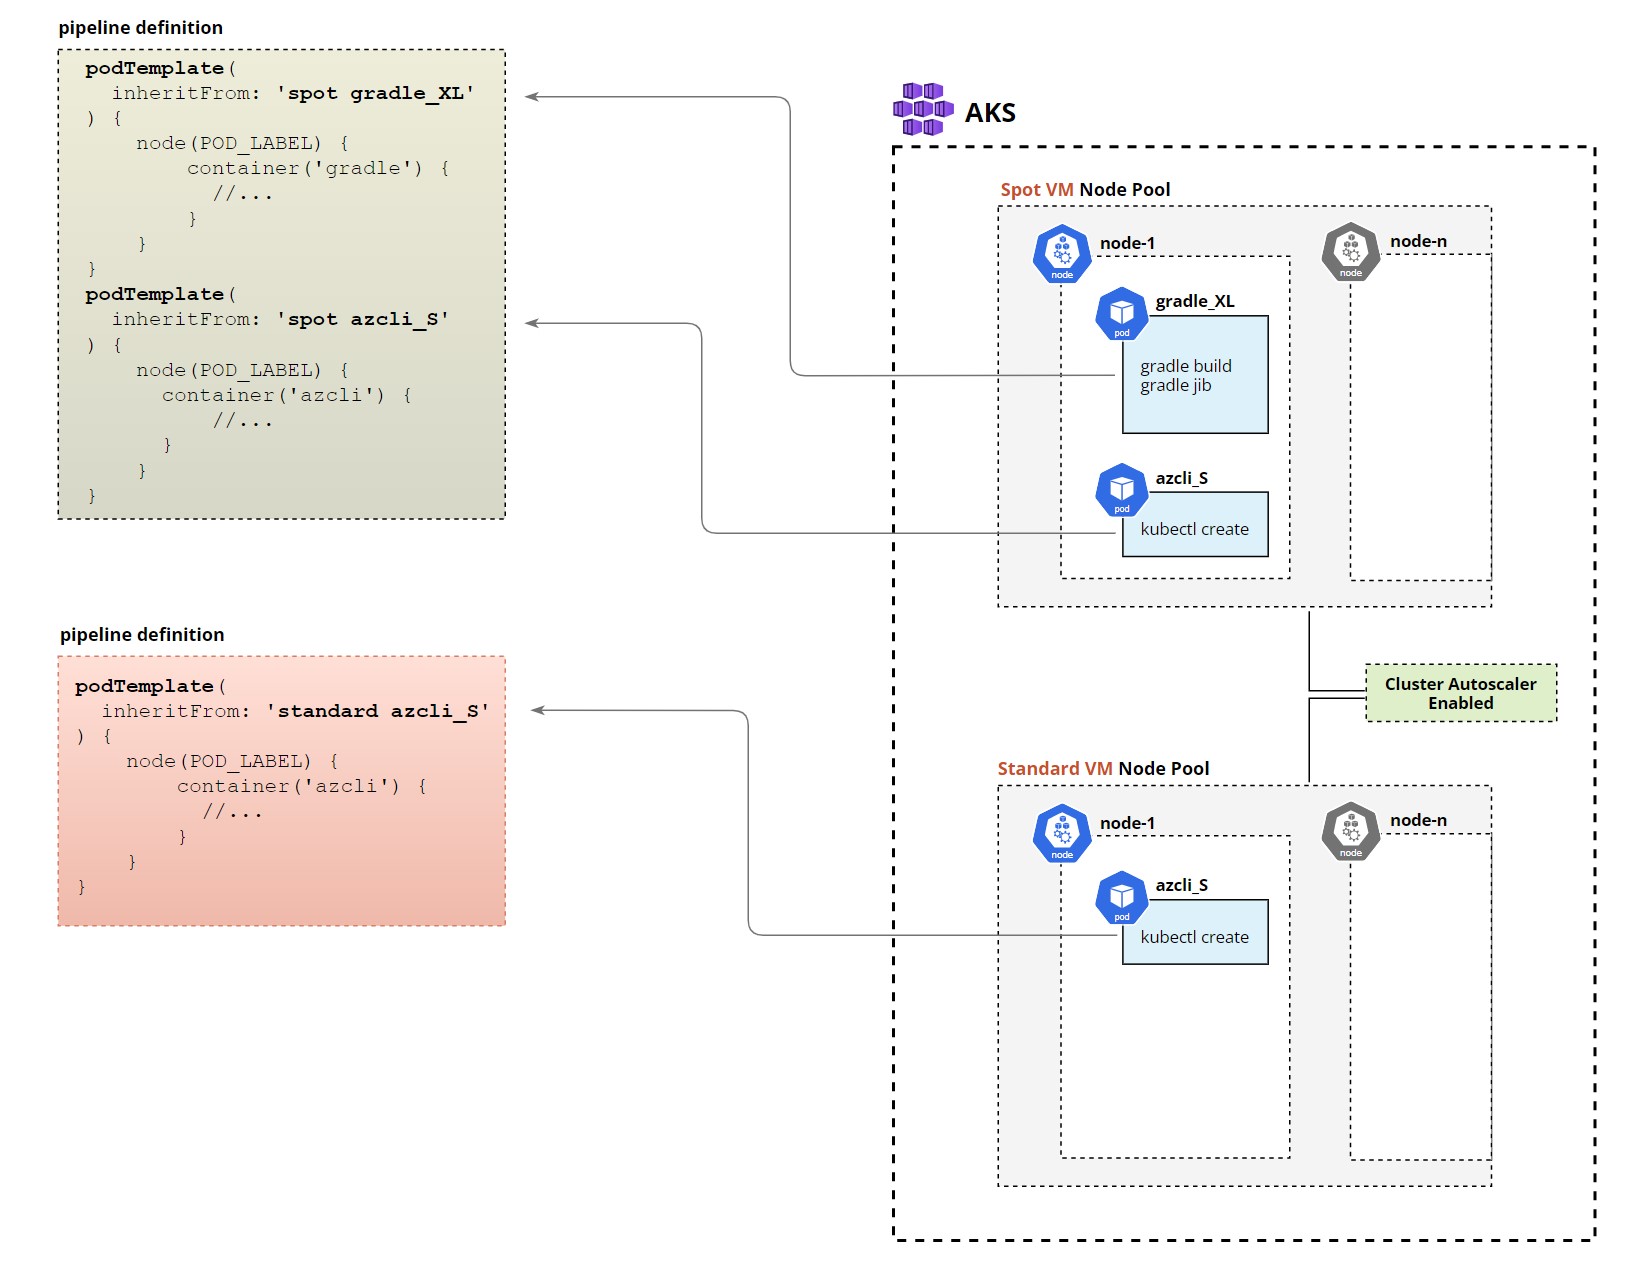 pipeline definition
podTemplate(
inheritFrom: 'spot gradle_XL'
) {
node(POD_LABEL) {
container('gradle') {
//...
}
}
}
podTemplate(
inheritFrom: 'spot azcli_S'
) {
node(POD_LABEL) {
container('azcli') {
//...
}
}
}
pipeline definition
podTemplate(
inheritFrom: 'standard azcli_S'
) {
node(POD_LABEL) {
container('azcli') {
//...
}
}
}
AKS
Spot VM Node Pool
node-1
node
gradle_XL
pod
gradle build
gradle jib
azcli_S
pod
kubectl create
node-n
node
Cluster Autoscaler
Enabled
Standard VM Node Pool
node-1
node
azcli_S
pod
kubectl create
node-n
node